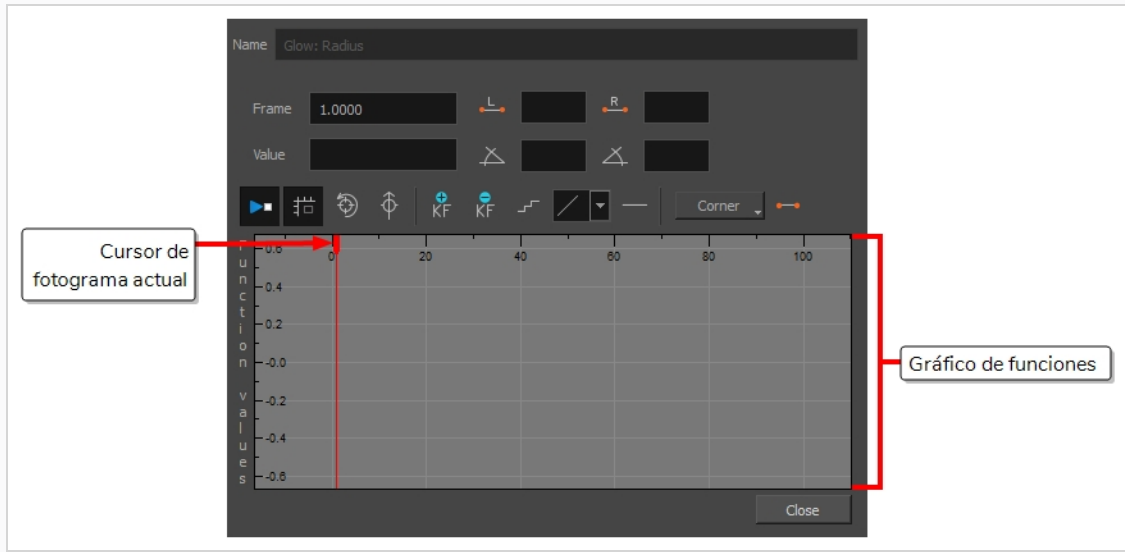 Name Glow: Radius
Frame 1.0000 L R
Value
KF KF Corner
Cursor de
fotograma actual
Function values
0 20 40 60 80 100
-0.6
-0.4
-0.2
-0.0
-0.2
-0.4
-0.6
Gráfico de funciones
Close